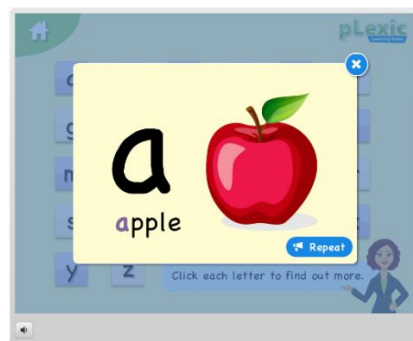 pLexic
a
apple
Repeat
g
m
s
y z
Click each letter to find out more.